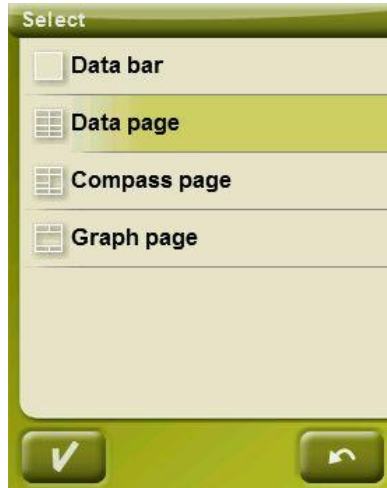 Select
Data bar
Data page
Compass page
Graph page